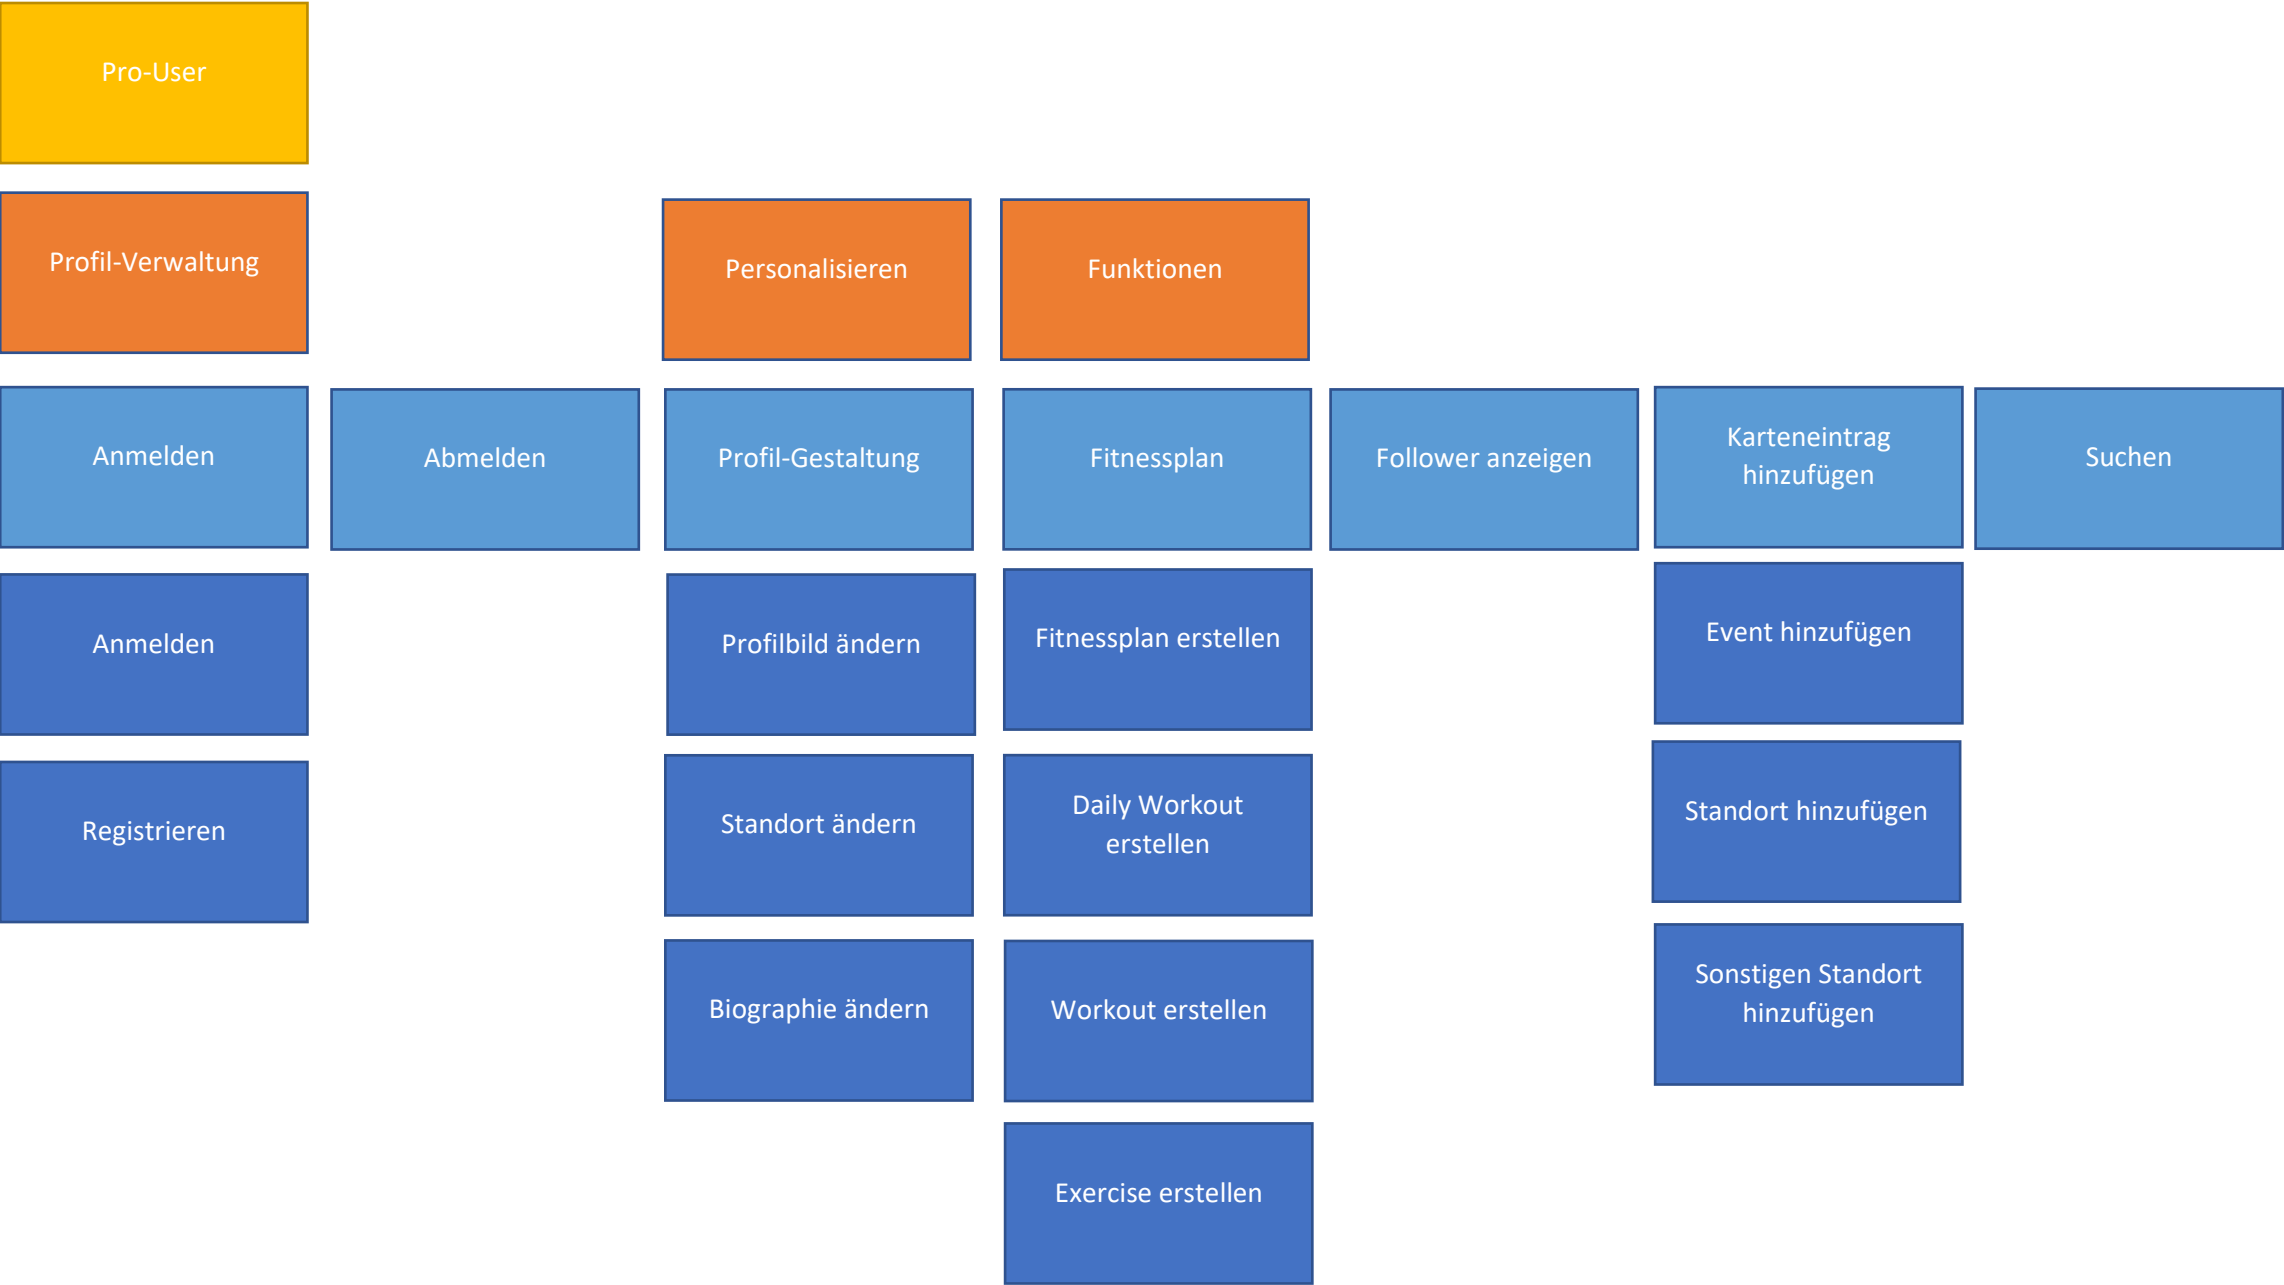 Pro-User
Profil-Verwaltung
Personalisieren
Funktionen
Anmelden
Abmelden
Profil-Gestaltung
Fitnessplan
Follower anzeigen
Karteneintrag
hinzufügen
Suchen
Anmelden
Profilbild ändern
Fitnessplan erstellen
Event hinzufügen
Registrieren
Standort ändern
Daily Workout
erstellen
Standort hinzufügen
Biographie ändern
Workout erstellen
Sonstigen Standort
hinzufügen
Exercise erstellen